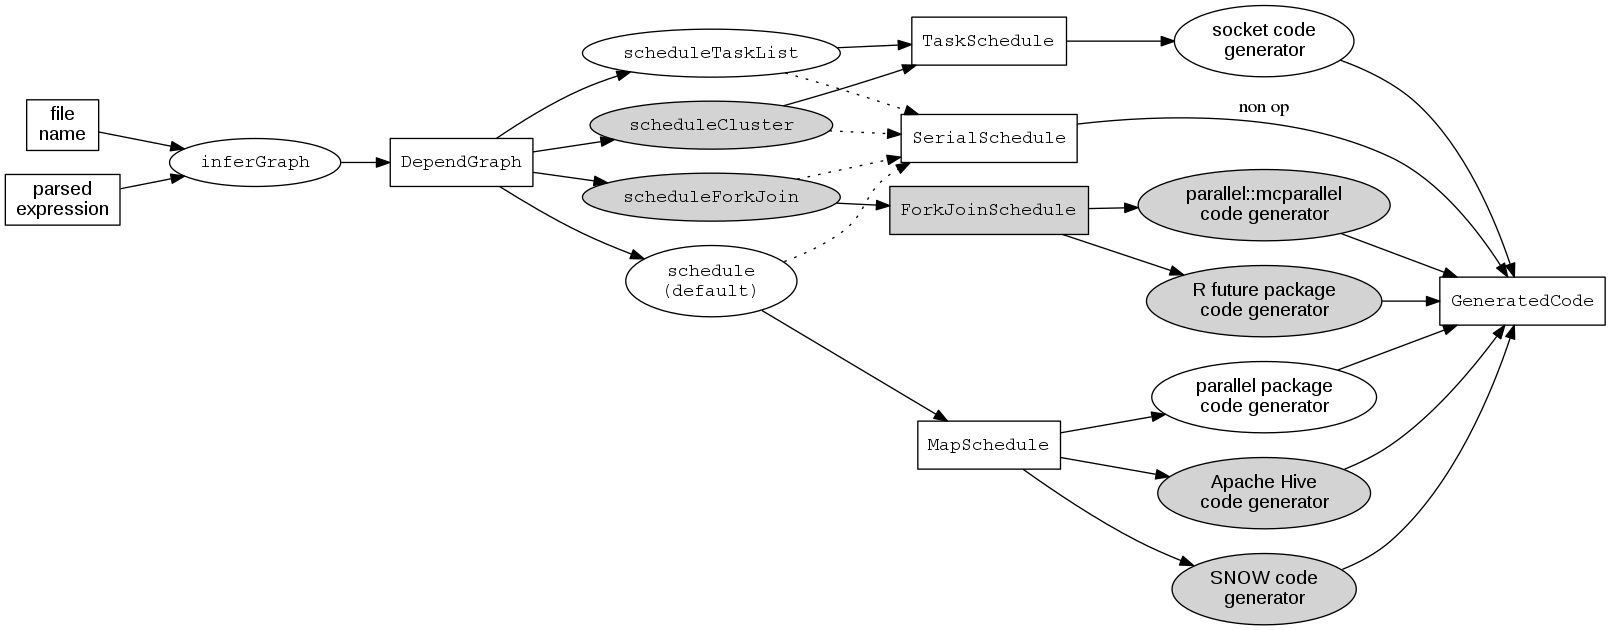 file
name
parsed
expression
inferGraph
DependGraph
scheduleTaskList
scheduleCluster
scheduleForkJoin
schedule
(default)
TaskSchedule
SerialSchedule
ForkJoinSchedule
MapSchedule
non op
socket code
generator
parallel::mcparallel
code generator
R future package
code generator
parallel package
code generator
Apache Hive
code generator
SNOW code
generator
GeneratedCode